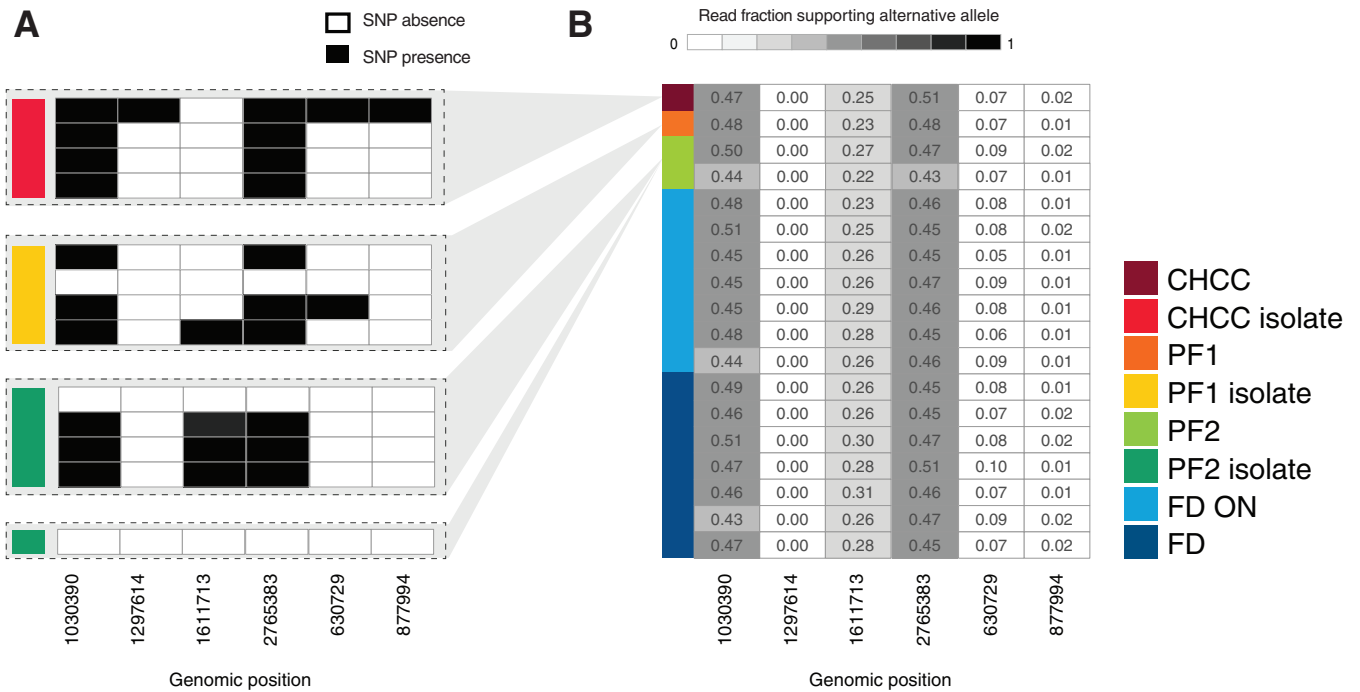 A
SNP absence
SNP presence
1030390
1297614
1611713
2765383
630729
877994
Genomic position
B
Read fraction supporting alternative allele
0 1
0.47 0.00 0.25 0.51 0.07 0.02
0.48 0.00 0.23 0.48 0.07 0.01
0.50 0.00 0.27 0.47 0.09 0.02
0.44 0.00 0.22 0.43 0.07 0.01
0.48 0.00 0.23 0.46 0.08 0.01
0.51 0.00 0.25 0.45 0.08 0.02
0.45 0.00 0.26 0.45 0.05 0.01
0.45 0.00 0.26 0.47 0.09 0.01
0.45 0.00 0.29 0.46 0.08 0.01
0.48 0.00 0.28 0.45 0.06 0.01
0.44 0.00 0.26 0.46 0.09 0.01
0.49 0.00 0.26 0.45 0.08 0.01
0.46 0.00 0.26 0.45 0.07 0.02
0.51 0.00 0.30 0.47 0.08 0.02
0.47 0.00 0.28 0.51 0.10 0.01
0.46 0.00 0.31 0.46 0.07 0.01
0.43 0.00 0.26 0.47 0.09 0.02
0.47 0.00 0.28 0.45 0.07 0.02
1030390
1297614
1611713
2765383
630729
877994
Genomic position
CHCC
CHCC isolate
PF1
PF1 isolate
PF2
PF2 isolate
FD ON
FD